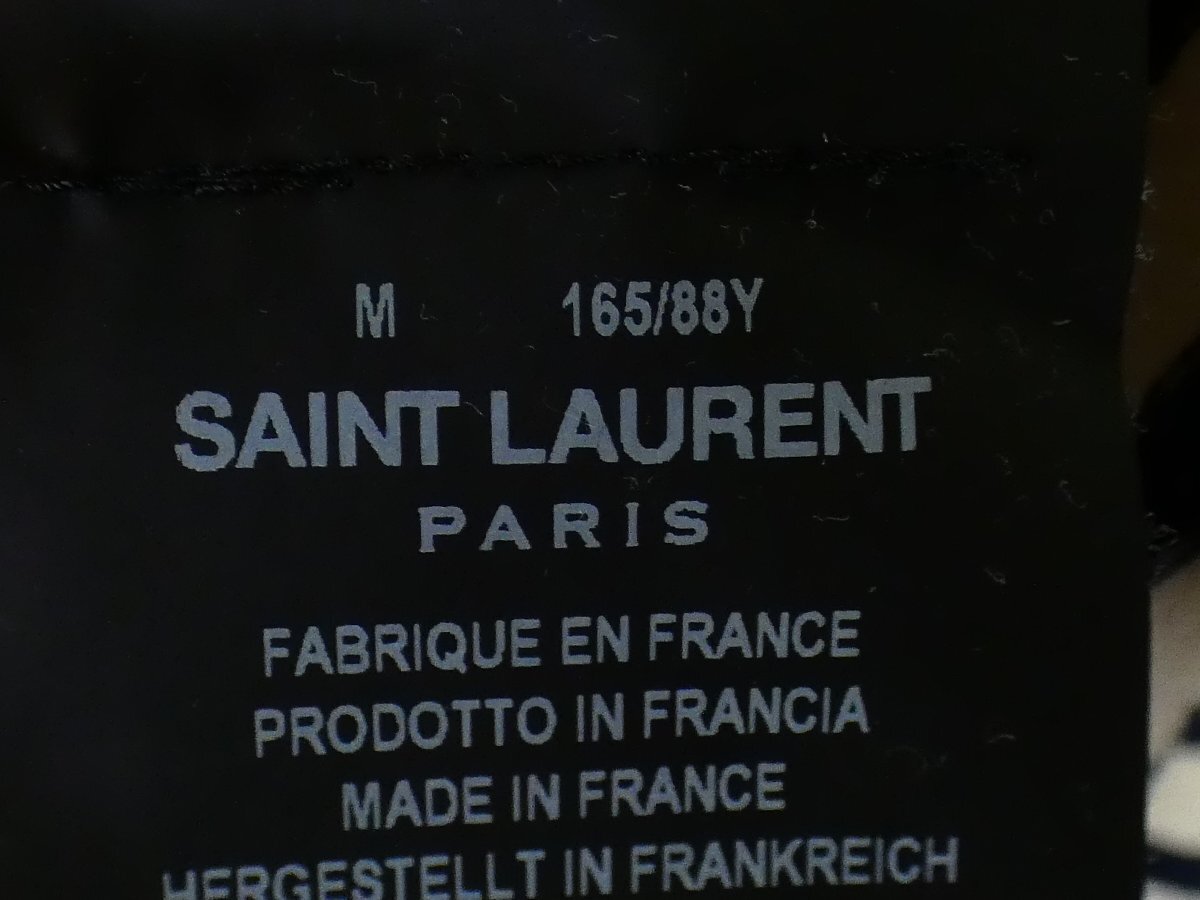 M 165/88Y
SAINT LAURENT
PARIS
FABRIQUE EN FRANCE
PRODOTTO IN FRANCIA
MADE IN FRANCE
HERGESTELLT IN FRANKREICH